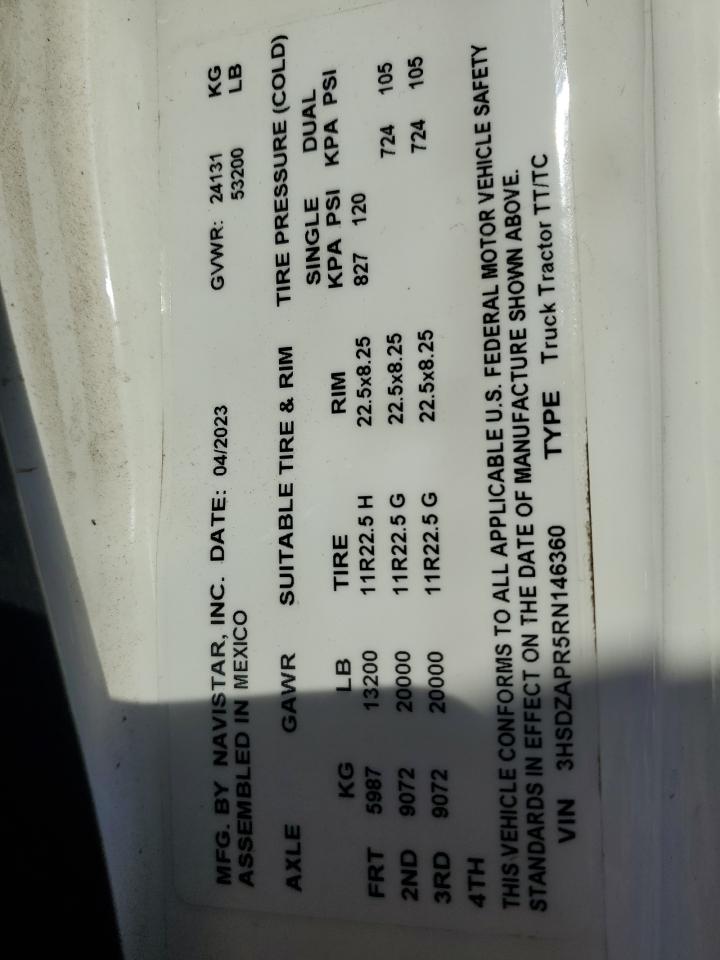 MFG. BY NAVISTAR, INC. DATE: 04/2023 GVWR: 24131 KG
ASSEMBLED IN MEXICO 53200 LB
AXLE GAWR SUITABLE TIRE & RIM TIRE PRESSURE (COLD)
SINGLE DUAL
KG LB TIRE RIM KPA PSI KPA PSI
FRT 5987 13200 11R22.5 H 22.5x8.25 827 120
2ND 9072 20000 11R22.5 G 22.5x8.25 724 105
3RD 9072 20000 11R22.5 G 22.5x8.25 724 105
4TH
THIS VEHICLE CONFORMS TO ALL APPLICABLE U.S. FEDERAL MOTOR VEHICLE SAFETY
STANDARDS IN EFFECT ON THE DATE OF MANUFACTURE SHOWN ABOVE.
VIN 3HSDZAPR5RN146360 TYPE Truck Tractor TT/TC